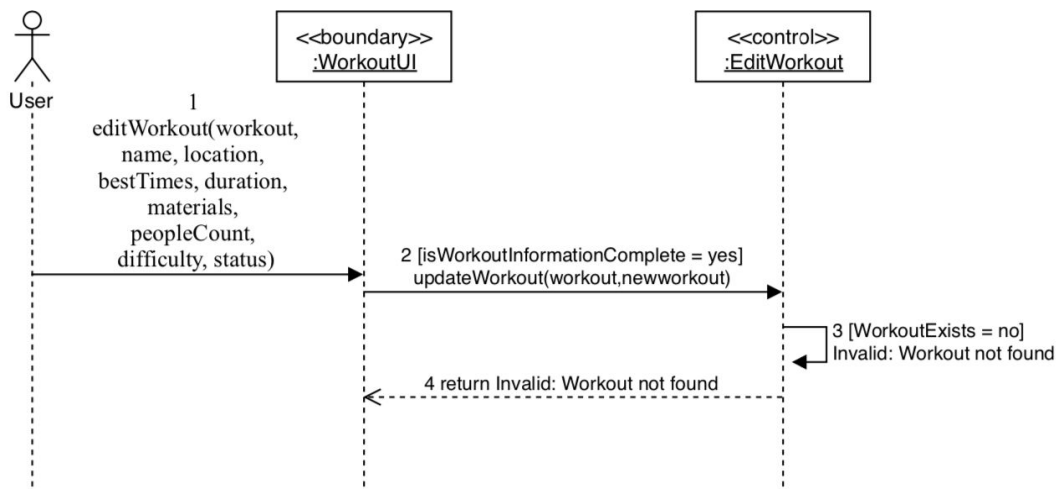 <<boundary>>
:WorkoutUI
<<control>>
:EditWorkout
User
1
editWorkout(workout,
name, location,
bestTimes, duration,
materials,
peopleCount,
difficulty, status)
2 [isWorkoutInformationComplete = yes]
updateWorkout(workout,newworkout)
3 [WorkoutExists = no]
Invalid: Workout not found
4 return Invalid: Workout not found